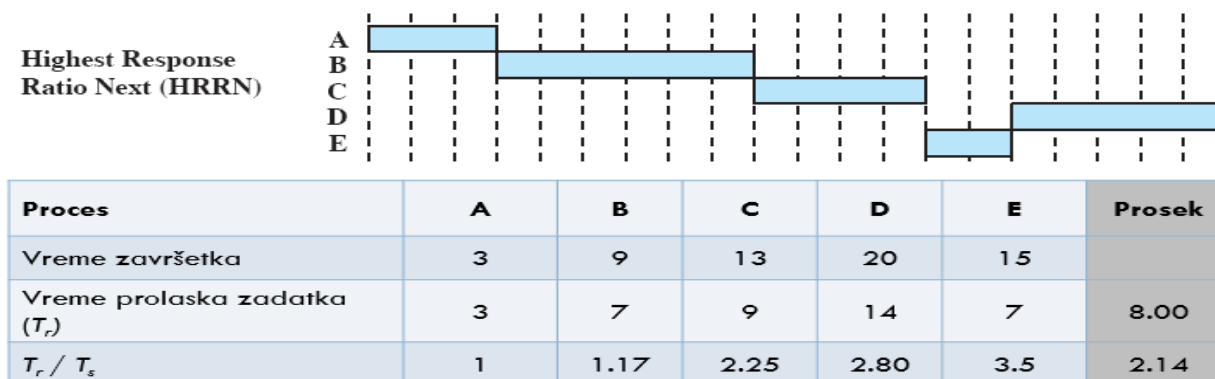 Highest Response
Ratio Next (HRRN)
A
B
C
D
E
Proces A B C D E Prosek
Vreme završetka 3 9 13 20 15
Vreme prolaska zadatka
(Tr) 3 7 9 14 7 8.00
Tr / Ts 1 1.17 2.25 2.80 3.5 2.14